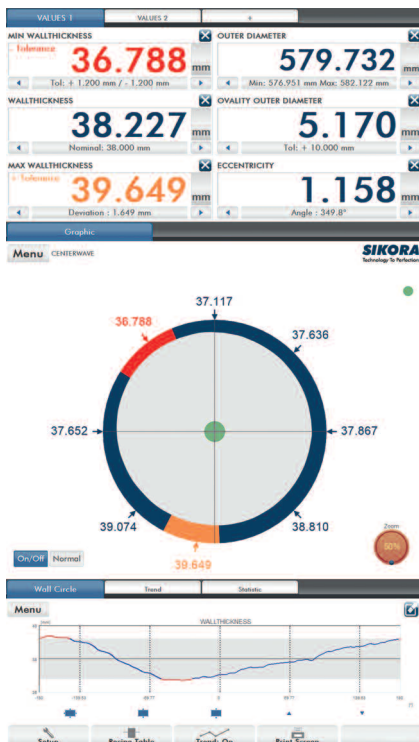 VALUES 1
VALUES 2
+
MIN WALLTHICKNESS
- Tolerance
36.788 mm
Tol: + 1.200 mm / - 1.200 mm
OUTER DIAMETER
579.732 mm
Min: 576.951 mm Max: 582.122 mm
WALLTHICKNESS
38.227 mm
Nominal: 38.000 mm
OVALITY OUTER DIAMETER
5.170 mm
Tol: + 10.000 mm
MAX WALLTHICKNESS
+ Tolerance
39.649 mm
Deviation : 1.649 mm
ECCENTRICITY
1.158 mm
Angle : 349.8°
Graphic
Menu CENTERWAVE
SIKORA
Technology To Perfection
37.117
36.788
37.636
37.652
37.867
39.074
38.810
39.649
On/Off Normal
Zoom
50%
Wall Circle
Trend
Statistic
Menu
WALLTHICKNESS
Setup
Recipe Table
Trend: On
Print Screen